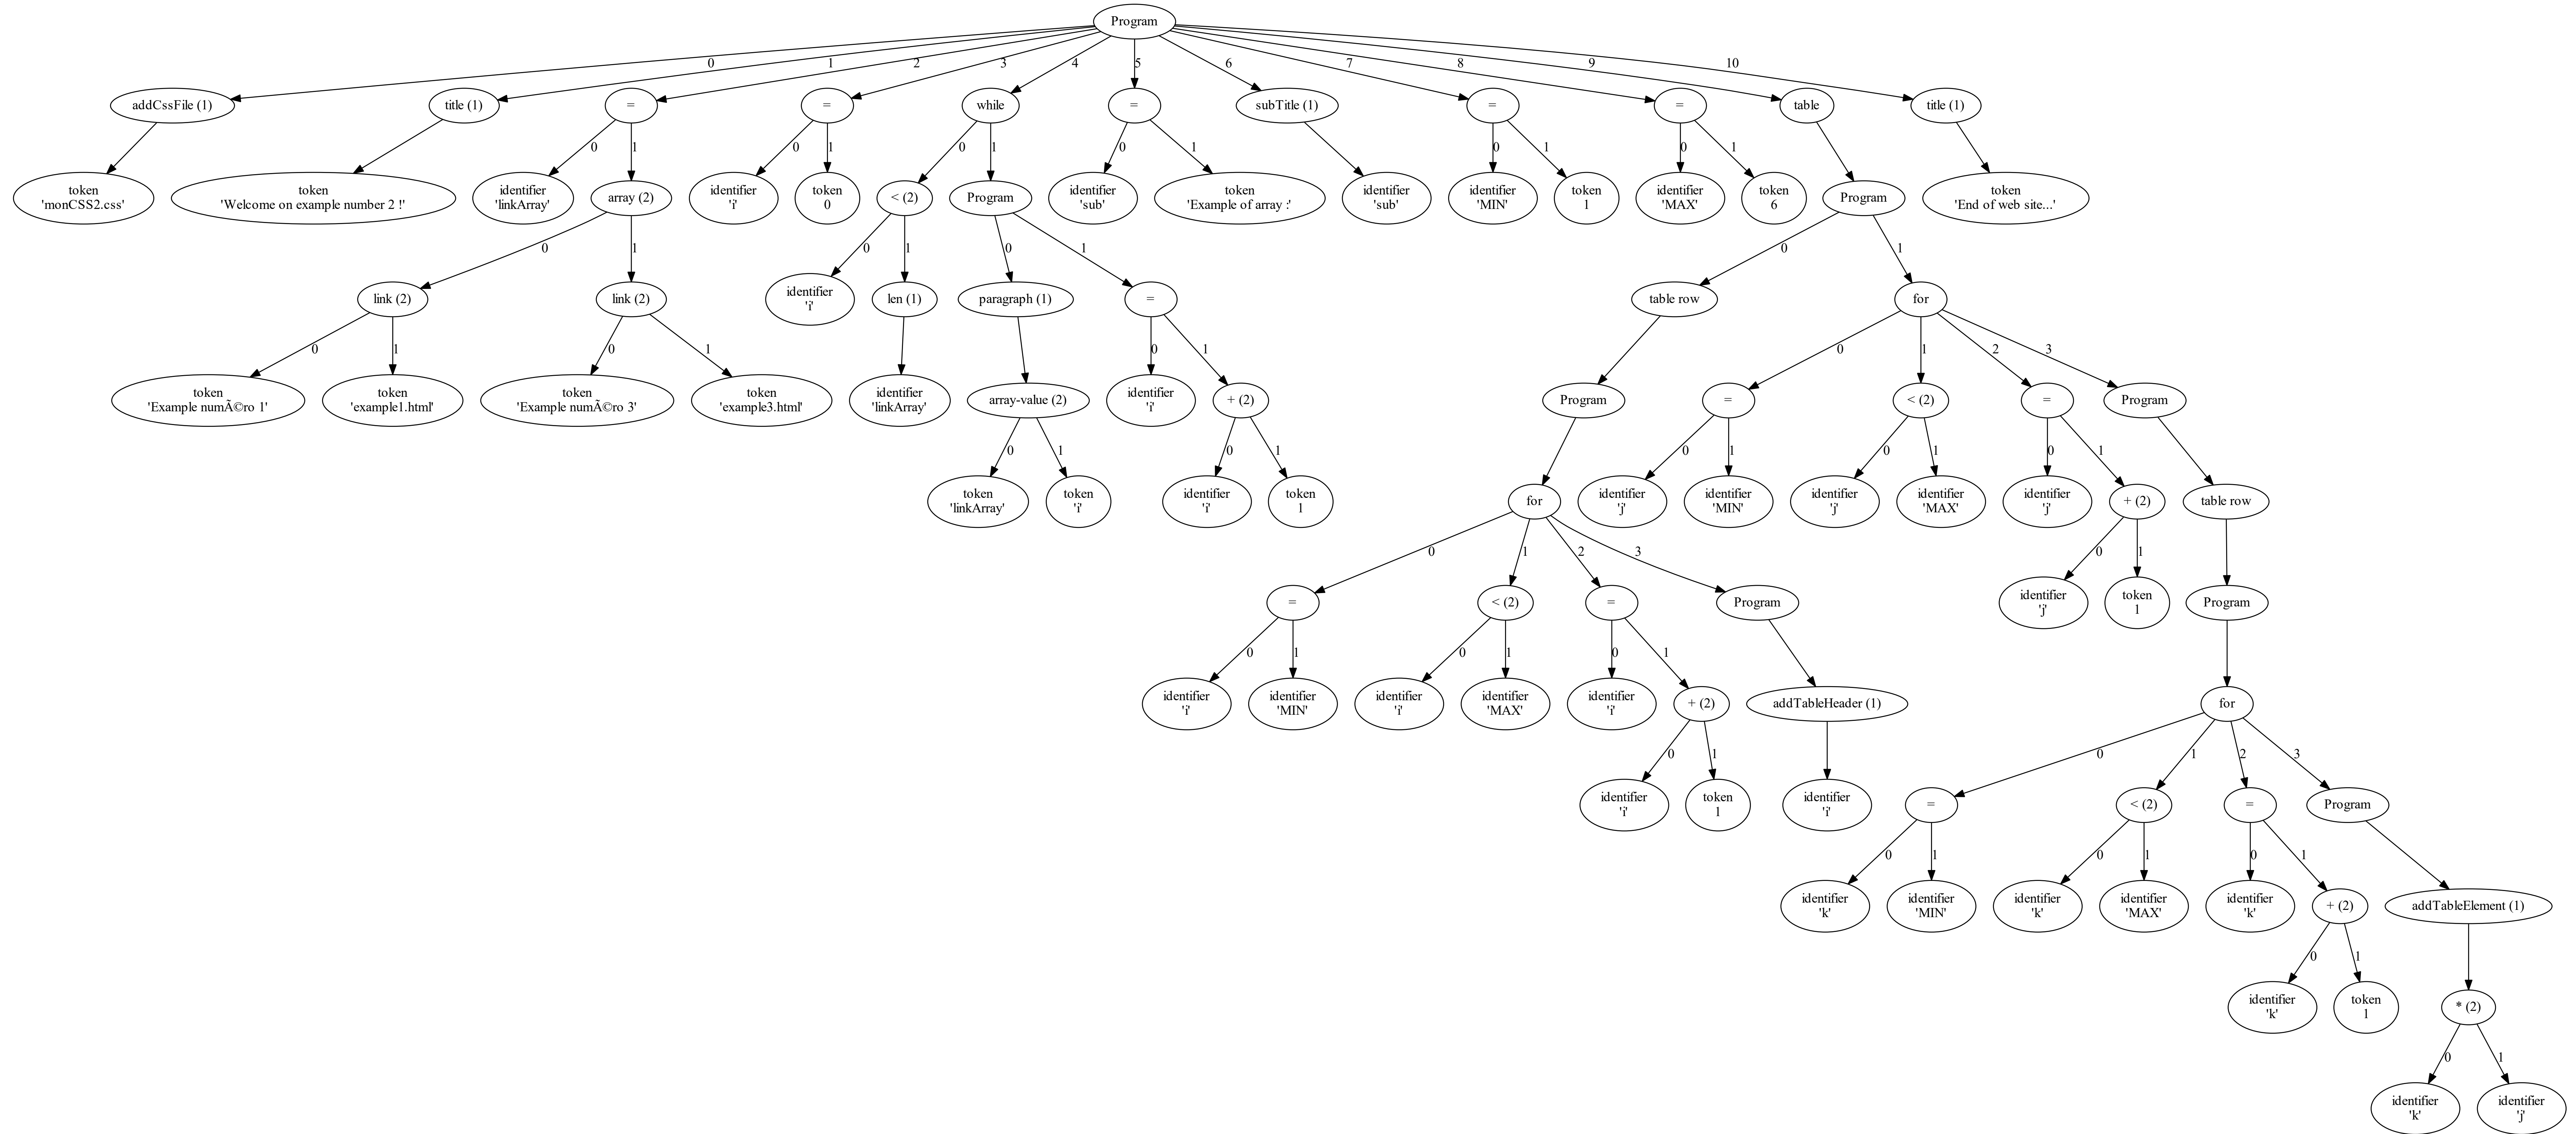 Program
0
1
2
3
4
5
6
7
8
9
10
addCssFile (1)
title (1)
=
=
while
=
subTitle (1)
=
=
table
title (1)
0
1
0
1
0
1
0
1
0
1
0
1
token
'monCSS2.css'
token
'Welcome on example number 2 !'
identifier
'linkArray'
array (2)
identifier
'i'
token
0
< (2)
Program
identifier
'sub'
token
'Example of array :'
identifier
'sub'
identifier
'MIN'
token
1
identifier
'MAX'
token
6
Program
token
'End of web site...'
0
1
0
1
0
1
0
1
link (2)
link (2)
identifier
'i'
len (1)
paragraph (1)
=
table row
for
0
1
0
1
0
1
0
1
2
3
token
'Example numÃ©ro 1'
token
'example1.html'
token
'Example numÃ©ro 3'
token
'example3.html'
identifier
'linkArray'
array-value (2)
identifier
'i'
+ (2)
Program
=
< (2)
=
Program
0
1
0
1
0
1
0
1
0
1
token
'linkArray'
token
'i'
identifier
'i'
token
1
for
identifier
'j'
identifier
'MIN'
identifier
'j'
identifier
'MAX'
identifier
'j'
+ (2)
table row
0
1
2
3
0
1
=
< (2)
=
Program
identifier
'j'
token
1
Program
0
1
0
1
0
1
identifier
'i'
identifier
'MIN'
identifier
'i'
identifier
'MAX'
identifier
'i'
+ (2)
addTableHeader (1)
for
0
1
0
1
2
3
identifier
'i'
token
1
identifier
'i'
=
< (2)
=
Program
0
1
0
1
0
1
identifier
'k'
identifier
'MIN'
identifier
'k'
identifier
'MAX'
identifier
'k'
+ (2)
addTableElement (1)
0
1
identifier
'k'
token
1
* (2)
0
1
identifier
'k'
identifier
'j'